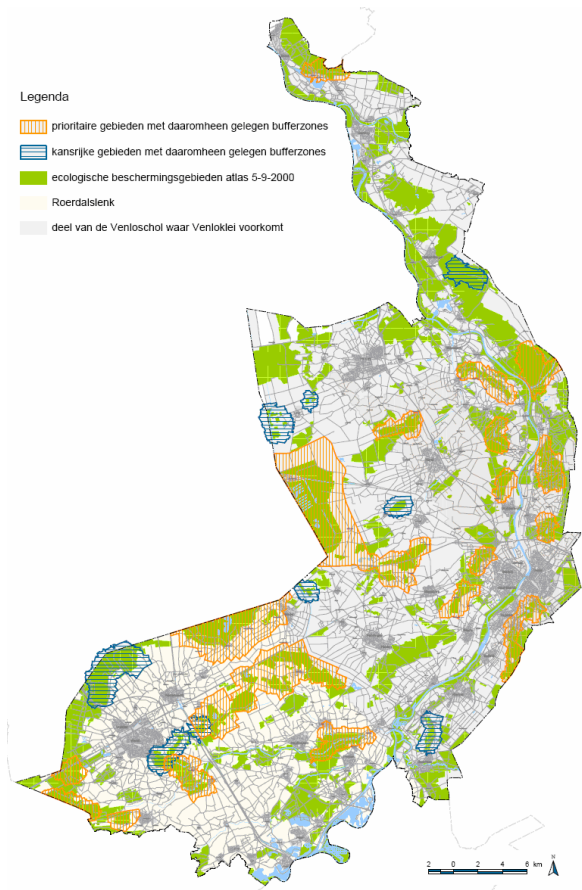 Legenda
prioritaire gebieden met daaromheen gelegen bufferzones
kansrijke gebieden met daaromheen gelegen bufferzones
ecologische beschermingsgebieden atlas 5-9-2000
Roerdalslenk
deel van de Venloschol waar Venloklei voorkomt
2 0 2 4 6 km
N